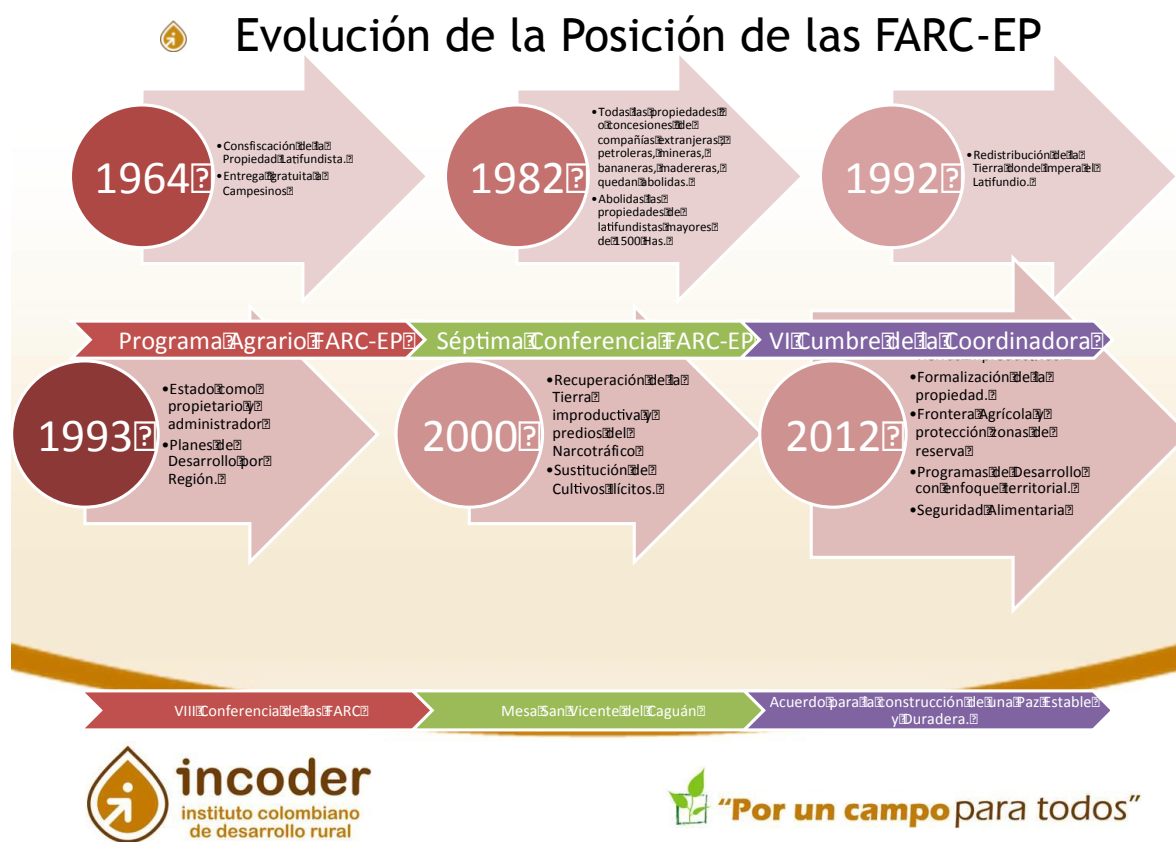 Evolución de la Posición de las FARC-EP
1964
•Consfiscación de la
Propiedad Latifundista.
•Entrega gratuita a
Campesinos
1982
•Todas las propiedades
o concesiones de
compañías extranjeras,
petroleras, mineras,
bananeras, madereras,
quedan abolidas.
•Abolidas las
propiedades de
latifundistas mayores
de 1500 Has.
1992
•Redistribución de la
Tierra donde Impera el
Latifundio.
Programa Agrario FARC-EP
Séptima Conferencia FARC-EP
VI Cumbre de la Coordinadora
1993
•Estado como
propietario y
administrador
•Planes de
Desarrollo por
Región.
2000
•Recuperación de la
Tierra
improductiva y
predios del
Narcotráfico
•Sustitución de
Cultivos Ilícitos.
2012
•Formalización de la
propiedad.
•Frontera Agrícola y
protección zonas de
reserva
•Programas de Desarrollo
con enfoque territorial.
•Seguridad Alimentaria
VIII Conferencia de las FARC
Mesa San Vicente del Caguán
Acuerdo para la construcción de una Paz Estable
y Duradera.
incoder
instituto colombiano
de desarrollo rural
"Por un campo para todos"